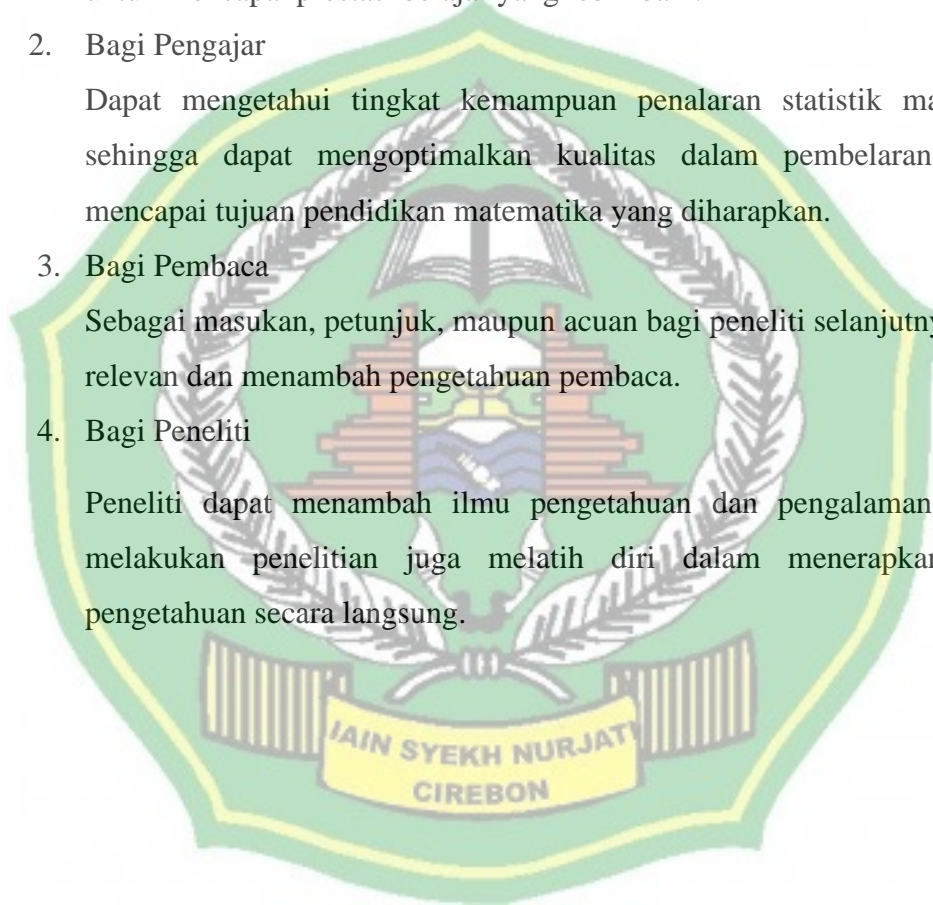 2. Bagi Pengajar
Dapat mengetahui tingkat kemampuan penalaran statistik
sehingga dapat mengoptimalkan kualitas dalam pembelaran
mencapai tujuan pendidikan matematika yang diharapkan.
3. Bagi Pembaca
Sebagai masukan, petunjuk, maupun acuan bagi peneliti
relevan dan menambah pengetahuan pembaca.
4. Bagi Peneliti
Peneliti dapat menambah ilmu pengetahuan dan pengalaman
melakukan penelitian juga melatih diri dalam
pengetahuan secara langsung.
IAIN SYEKH NURJATI
CIREBON